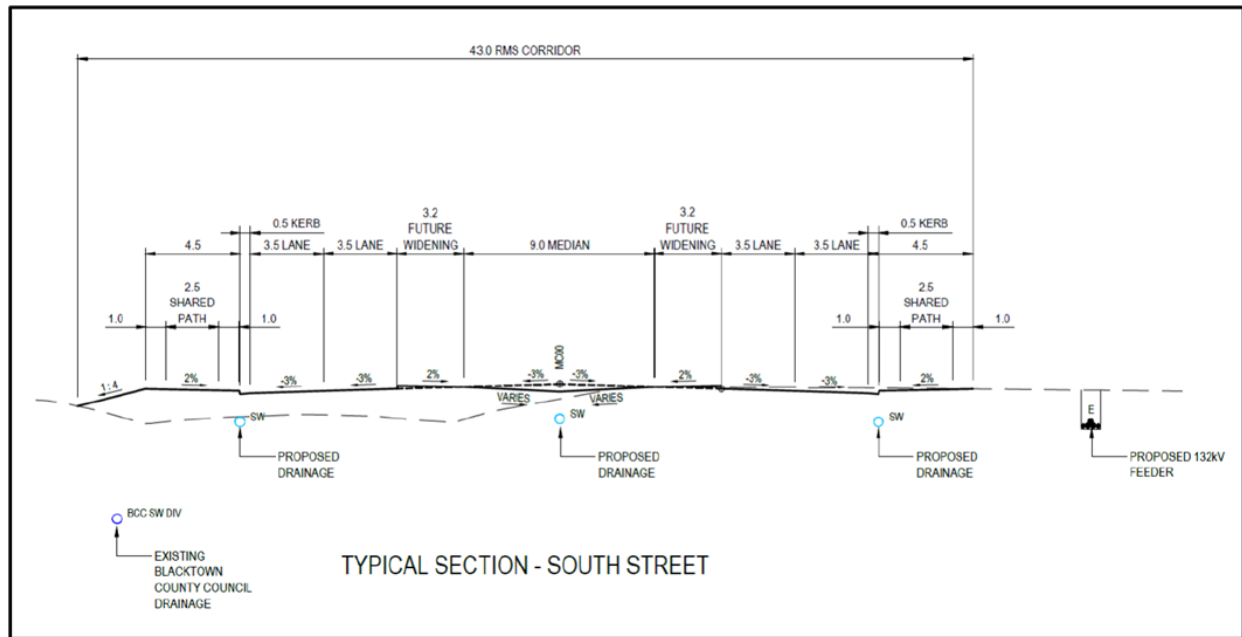 43.0 RMS CORRIDOR
3.2
FUTURE
WIDENING
3.2
FUTURE
WIDENING
0.5 KERB
0.5 KERB
4.5
3.5 LANE
3.5 LANE
9.0 MEDIAN
3.5 LANE
3.5 LANE
4.5
2.5
SHARED
PATH
2.5
SHARED
PATH
1.0
1.0
1.0
1.0
MC00
1:4
2%
-3%
-3%
2%
-3%
-3%
2%
-3%
-3%
2%
VARIES
VARIES
SW
SW
SW
E
PROPOSED
DRAINAGE
PROPOSED
DRAINAGE
PROPOSED
DRAINAGE
PROPOSED 132kV
FEEDER
BCC SW DIV
EXISTING
BLACKTOWN
COUNTY COUNCIL
DRAINAGE
TYPICAL SECTION - SOUTH STREET